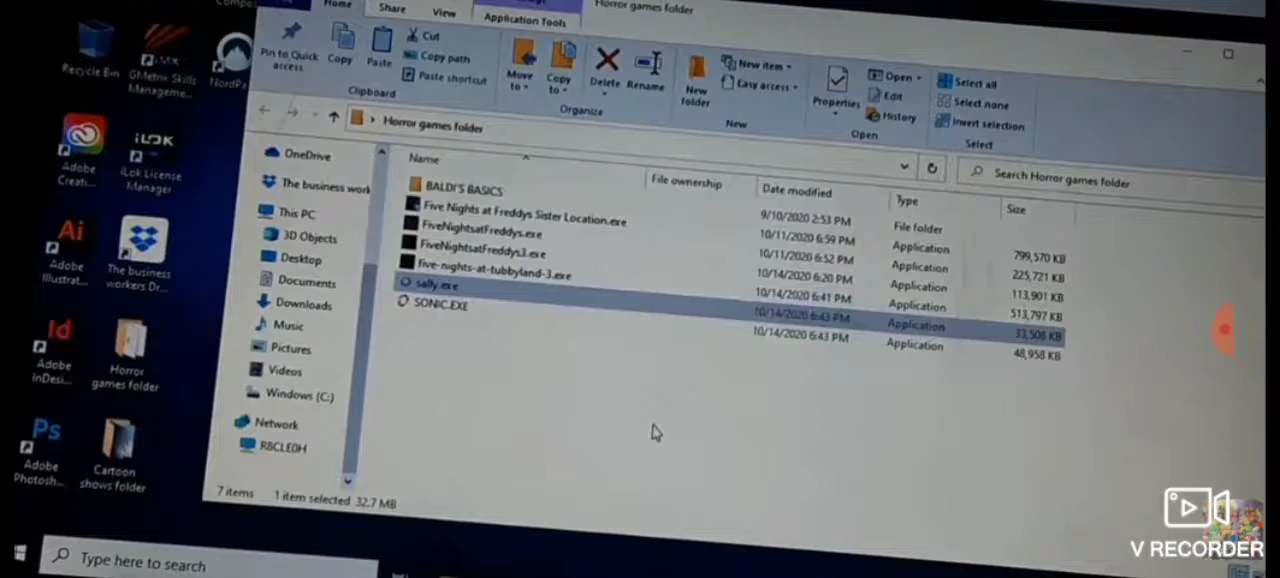 Horror games folder
Home
Share
View
Application Tools
Recycle Bin
GMetrix Skills
Manageme...
NordPa
Pin to Quick
access
Copy
Paste
Cut
Copy path
Paste shortcut
Clipboard
Move
to
Copy
to
Delete
Rename
Organize
New
folder
New item
Easy access
New
Properties
Open
Edit
History
Open
Select all
Select none
Invert selection
Select
Horror games folder
Search Horror games folder
Adobe
Creati...
iLOK
iLok License
Manager
Ai
Adobe
Illustrat...
The business
workers Dr...
Id
Adobe
InDesi...
Horror
games folder
Ps
Adobe
Photosh...
Cartoon
shows folder
OneDrive
The business work
This PC
3D Objects
Desktop
Documents
Downloads
Music
Pictures
Videos
Windows (C:)
Network
R8CLE0H
Name
File ownership
Date modified
Type
Size
BALDI'S BASICS
9/10/2020 2:53 PM
File folder
Five Nights at Freddys Sister Location.exe
10/11/2020 6:59 PM
Application
799,570 KB
FiveNightsatFreddys.exe
10/11/2020 6:52 PM
Application
225,721 KB
FiveNightsatFreddys3.exe
10/14/2020 6:20 PM
Application
113,901 KB
five-nights-at-tubbyland-3.exe
10/14/2020 6:41 PM
Application
513,797 KB
sally.exe
10/14/2020 6:43 PM
Application
33,508 KB
SONIC.EXE
10/14/2020 6:43 PM
Application
48,958 KB
7 items
1 item selected 32.7 MB
Type here to search
V RECORDER